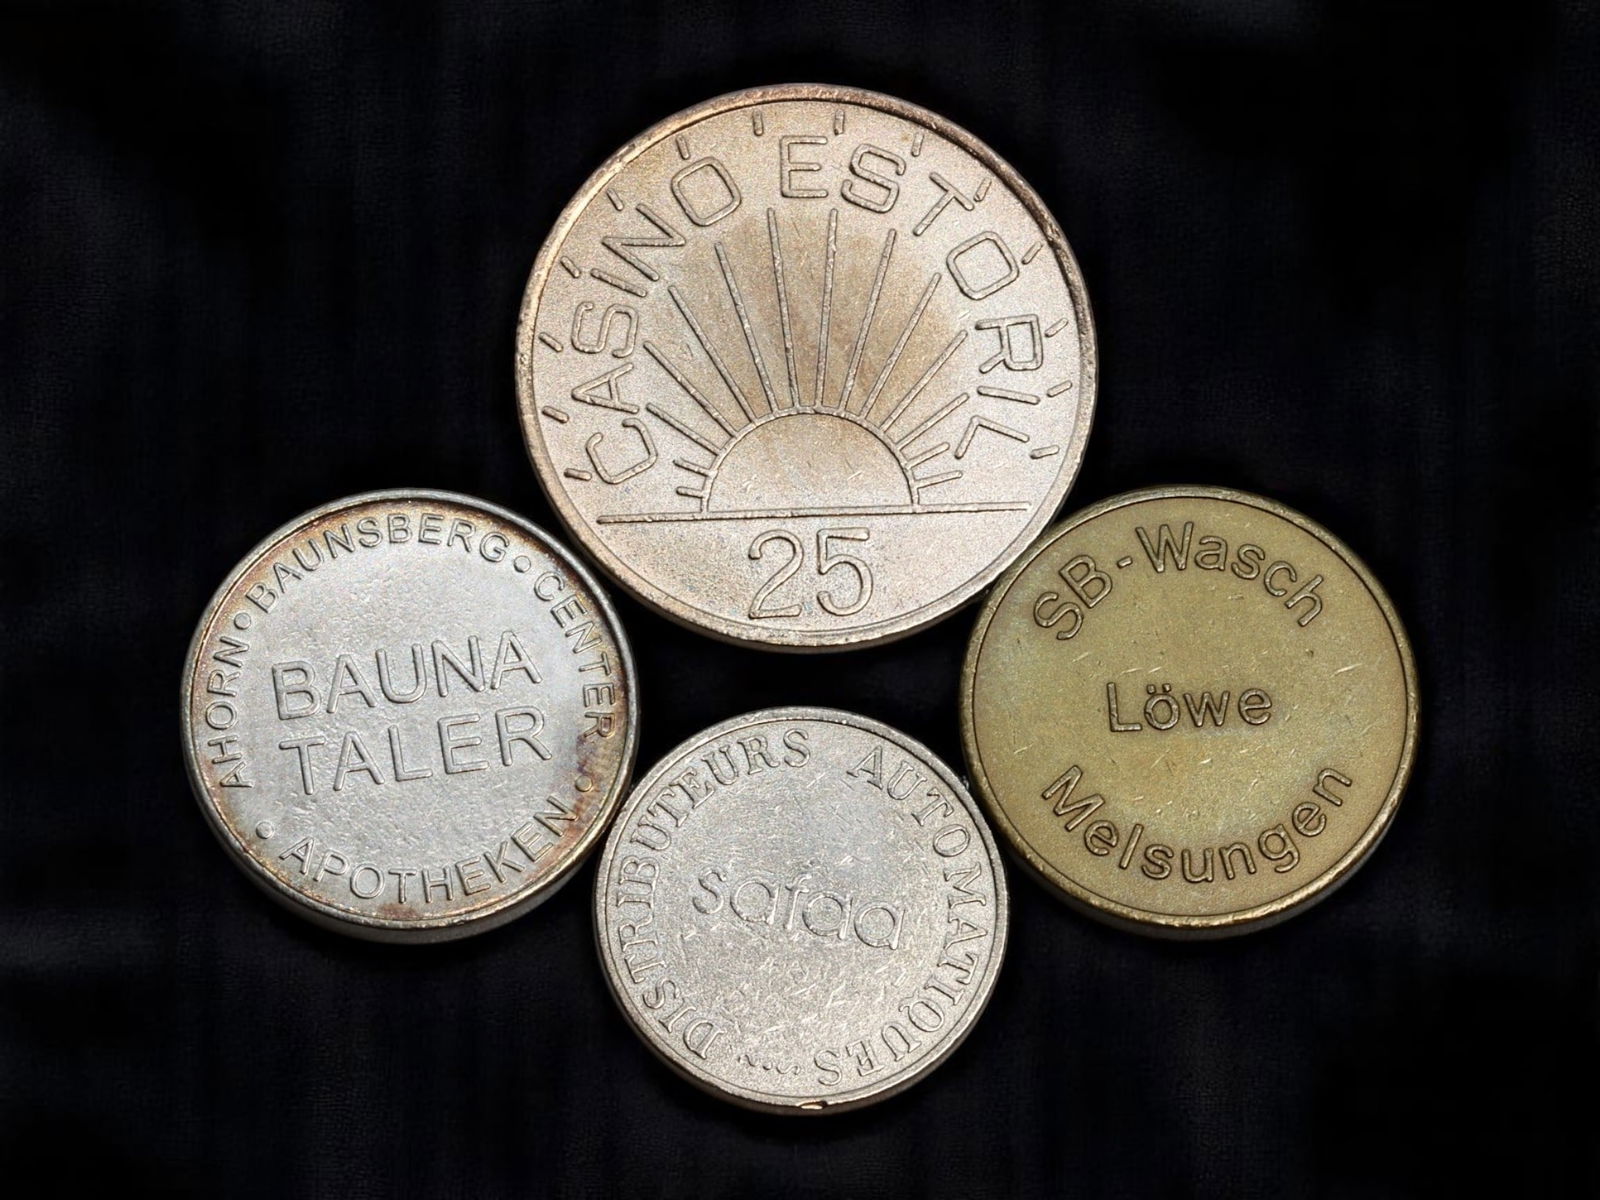 CASINO ESTORIL
25
AHORN • BAUNSBERG • CENTER •
BAUNA
TALER
• APOTHEKEN
SB-Wasch
Löwe
Melsungen
DISTRIBUTEURS AUTOMATIQUES
safaa